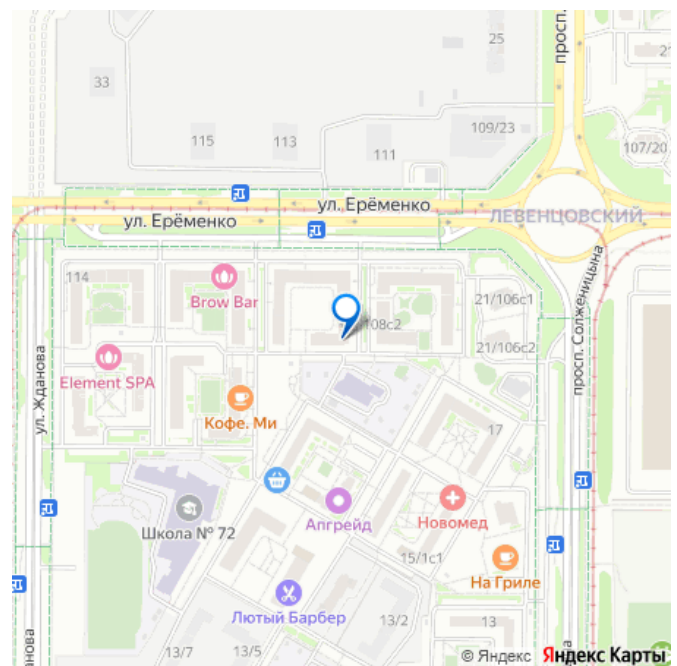 просп.
25
33
115
113
111
109/23
107/20
ул. Ерёменко
ул. Ерёменко
ЛЕВЕНЦОВСКИЙ
114
Brow Bar
108с2
21/106с1
21/106с2
просп. Солженицына
ул. Жданова
Element SPA
Кофе. Ми
17
Школа № 72
Апгрейд
Новомед
15/1с1
На Гриле
Лютый Барбер
13/2
13
13/7
13/5
© Яндекс Яндекс Карты